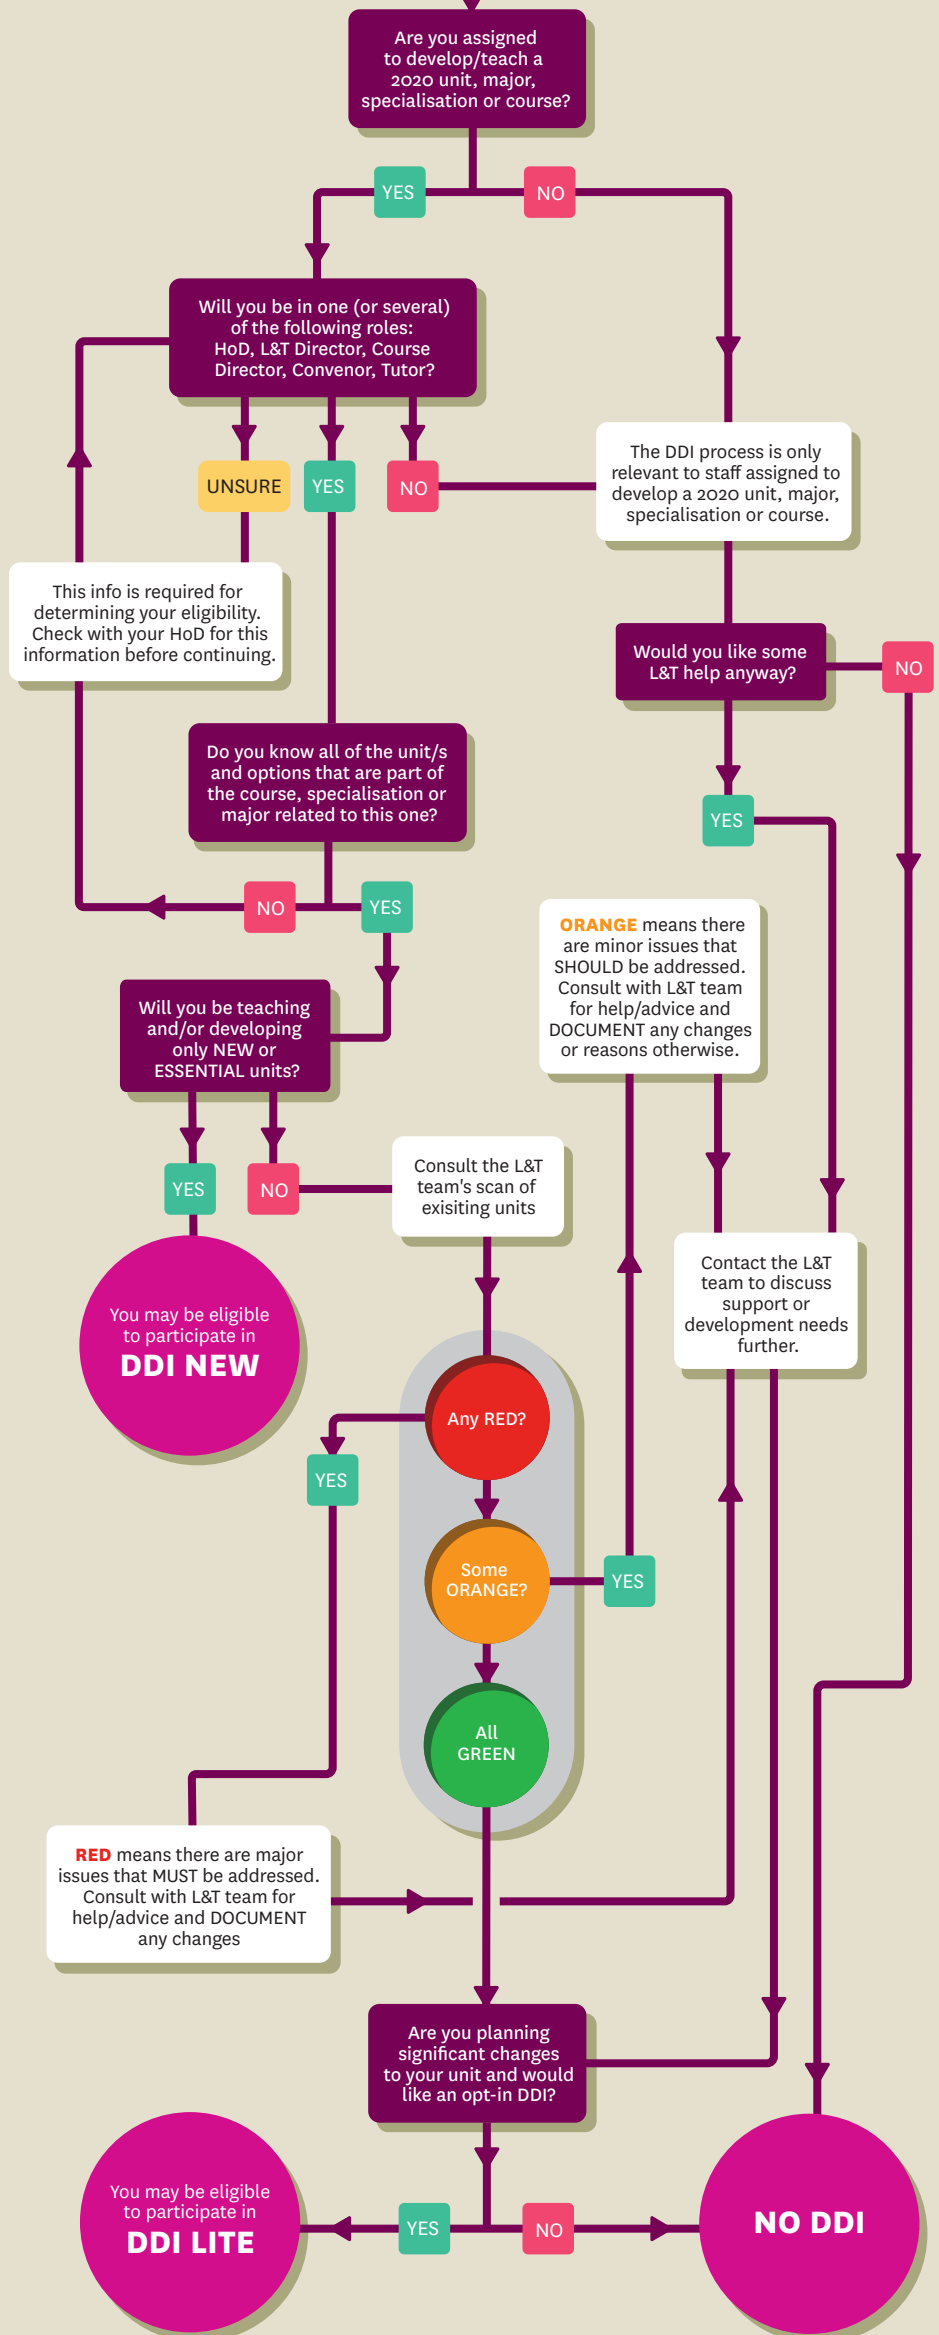 Are you assigned
to develop/teach a
2020 unit, major,
specialisation or course?
YES
NO
Will you be in one (or several)
of the following roles:
HoD, L&T Director, Course
Director, Convenor, Tutor?
UNSURE
YES
NO
The DDI process is only
relevant to staff assigned to
develop a 2020 unit, major,
specialisation or course.
This info is required for
determining your eligibility.
Check with your HoD for this
information before continuing.
Would you like some
L&T help anyway?
NO
Do you know all of the unit/s
and options that are part of
the course, specialisation or
major related to this one?
YES
NO
YES
ORANGE means there
are minor issues that
SHOULD be addressed.
Consult with L&T team
for help/advice and
DOCUMENT any changes
or reasons otherwise.
Will you be teaching
and/or developing
only NEW or
ESSENTIAL units?
YES
NO
Consult the L&T
team's scan of
exisiting units
You may be eligible
to participate in
DDI NEW
Contact the L&T
team to discuss
support or
development needs
further.
Any RED?
YES
Some
ORANGE?
YES
All
GREEN
RED means there are major
issues that MUST be addressed.
Consult with L&T team for
help/advice and DOCUMENT
any changes
Are you planning
significant changes
to your unit and would
like an opt-in DDI?
You may be eligible
to participate in
DDI LITE
YES
NO
NO DDI